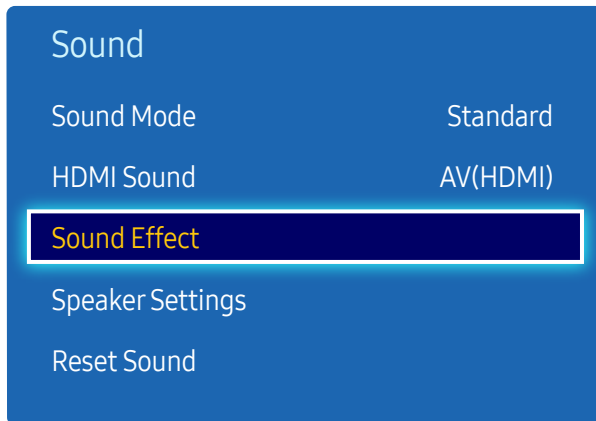 Sound
Sound Mode Standard
HDMI Sound AV(HDMI)
Sound Effect
Speaker Settings
Reset Sound